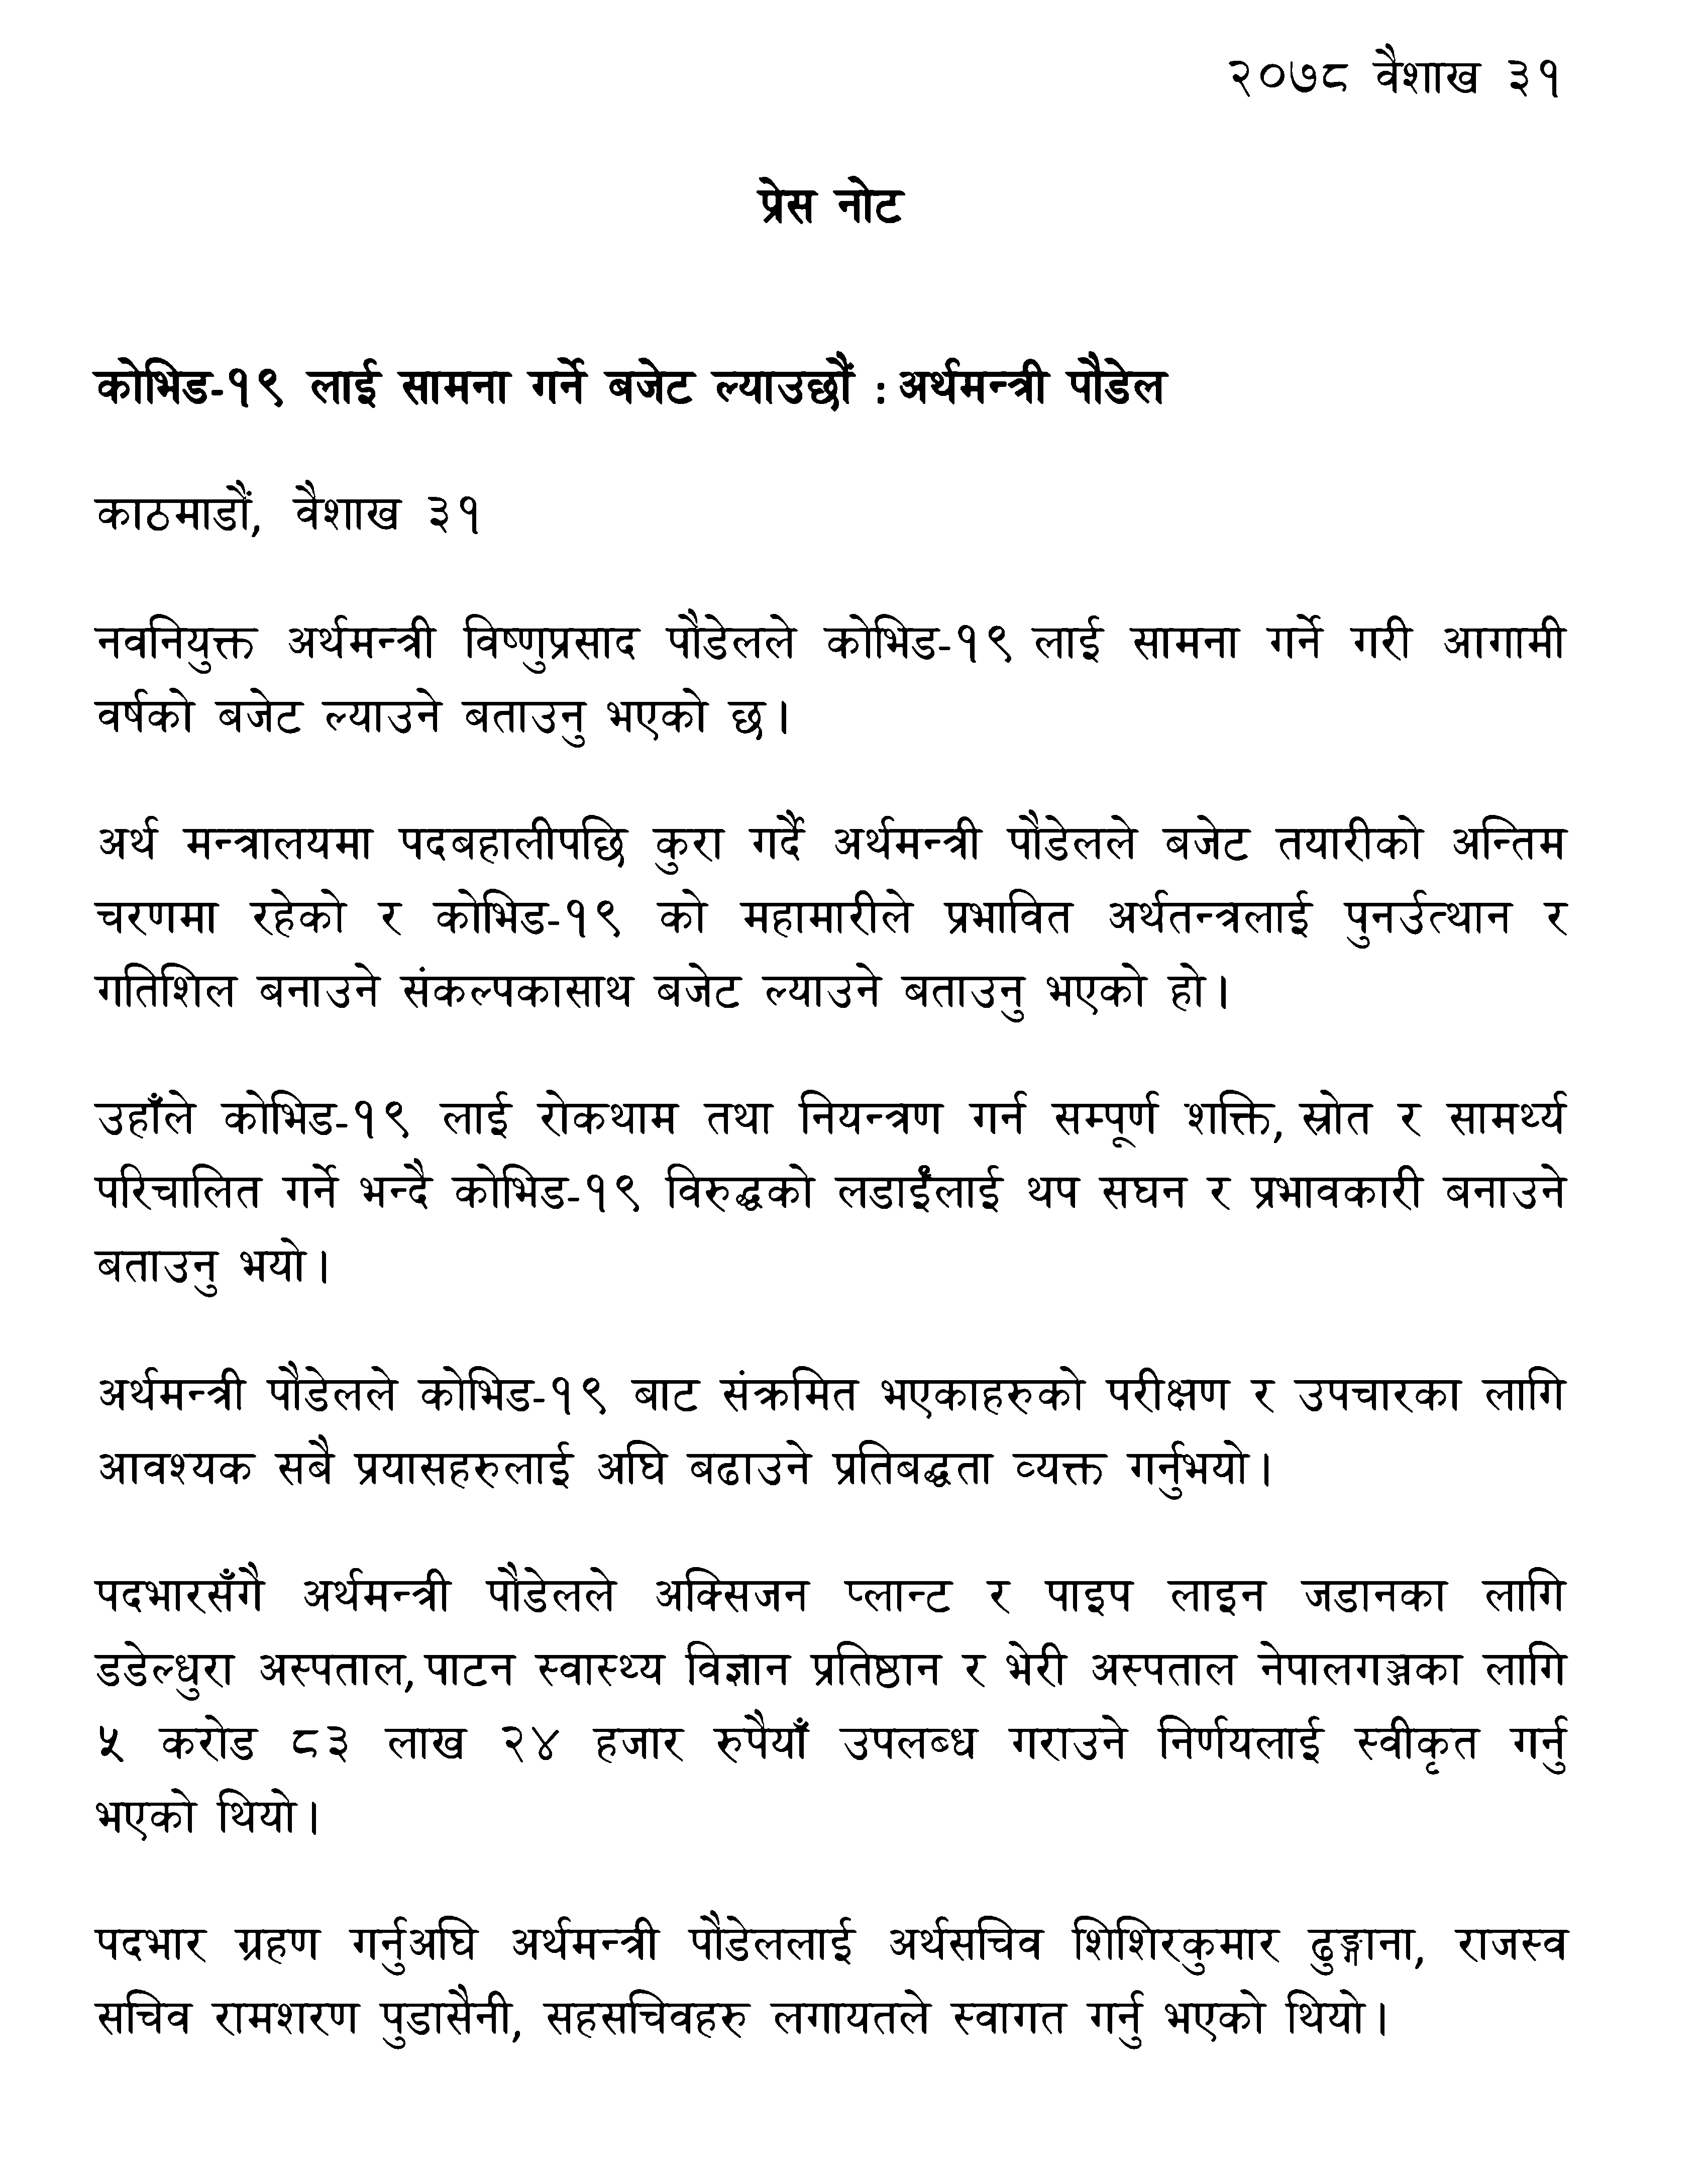 २०७८ वैशाख ३१
प्रेस नोट
कोभिड-१९ लाई सामना गर्ने बजेट ल्याउछौं : अर्थमन्त्री पौडेल
काठमाडौं, वैशाख ३१
नवनियुक्त अर्थमन्त्री विष्णुप्रसाद पौडेलले कोभिड-१९ लाई सामना गर्ने गरी आगामी
वर्षको बजेट ल्याउने बताउनु भएको छ।
अर्थ मन्त्रालयमा पदबहालीपछि कुरा गर्दै अर्थमन्त्री पौडेलले बजेट तयारीको अन्तिम
चरणमा रहेको र कोभिड-१९ को महामारीले प्रभावित अर्थतन्त्रलाई पुनर्उत्थान र
गतिशिल बनाउने संकल्पकासाथ बजेट ल्याउने बताउनु भएको हो।
उहाँले कोभिड-१९ लाई रोकथाम तथा नियन्त्रण गर्न सम्पूर्ण शक्ति, स्रोत र सामर्थ्य
परिचालित गर्ने भन्दै कोभिड-१९ विरुद्धको लडाईंलाई थप सघन र प्रभावकारी बनाउने
बताउनु भयो।
अर्थमन्त्री पौडेलले कोभिड-१९ बाट संक्रमित भएकाहरुको परीक्षण र उपचारका लागि
आवश्यक सबै प्रयासहरुलाई अघि बढाउने प्रतिबद्धता व्यक्त गर्नुभयो।
पदभारसँगै अर्थमन्त्री पौडेलले अक्सिजन प्लान्ट र पाइप लाइन जडानका लागि
डडेल्धुरा अस्पताल, पाटन स्वास्थ्य विज्ञान प्रतिष्ठान र भेरी अस्पताल नेपालगञ्जका लागि
५ करोड ८३ लाख २४ हजार रुपैयाँ उपलब्ध गराउने निर्णयलाई स्वीकृत गर्नु
भएको थियो।
पदभार ग्रहण गर्नुअघि अर्थमन्त्री पौडेललाई अर्थसचिव शिशिरकुमार ढुङ्गाना, राजस्व
सचिव रामशरण पुडासैनी, सहसचिवहरु लगायतले स्वागत गर्नु भएको थियो।